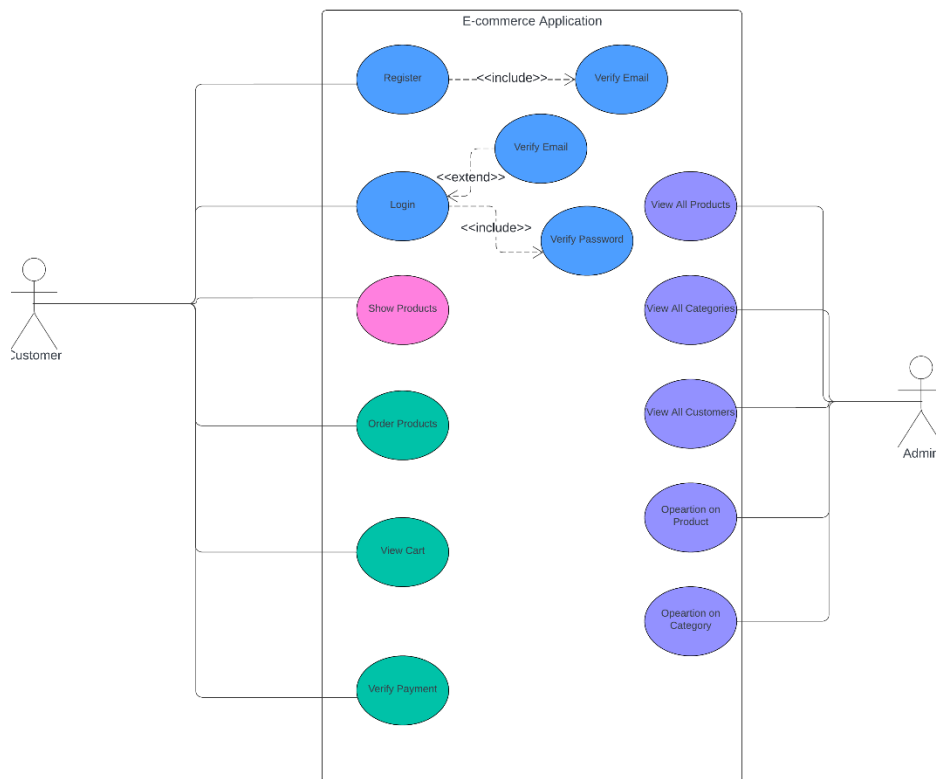 E-commerce Application
Register
<<include>>
Verify Email
Verify Email
<<extend>>
Login
<<include>>
Verify Password
View All Products
Show Products
View All Categories
Customer
Order Products
View All Customers
Admin
Opeartion on
Product
View Cart
Opeartion on
Category
Verify Payment